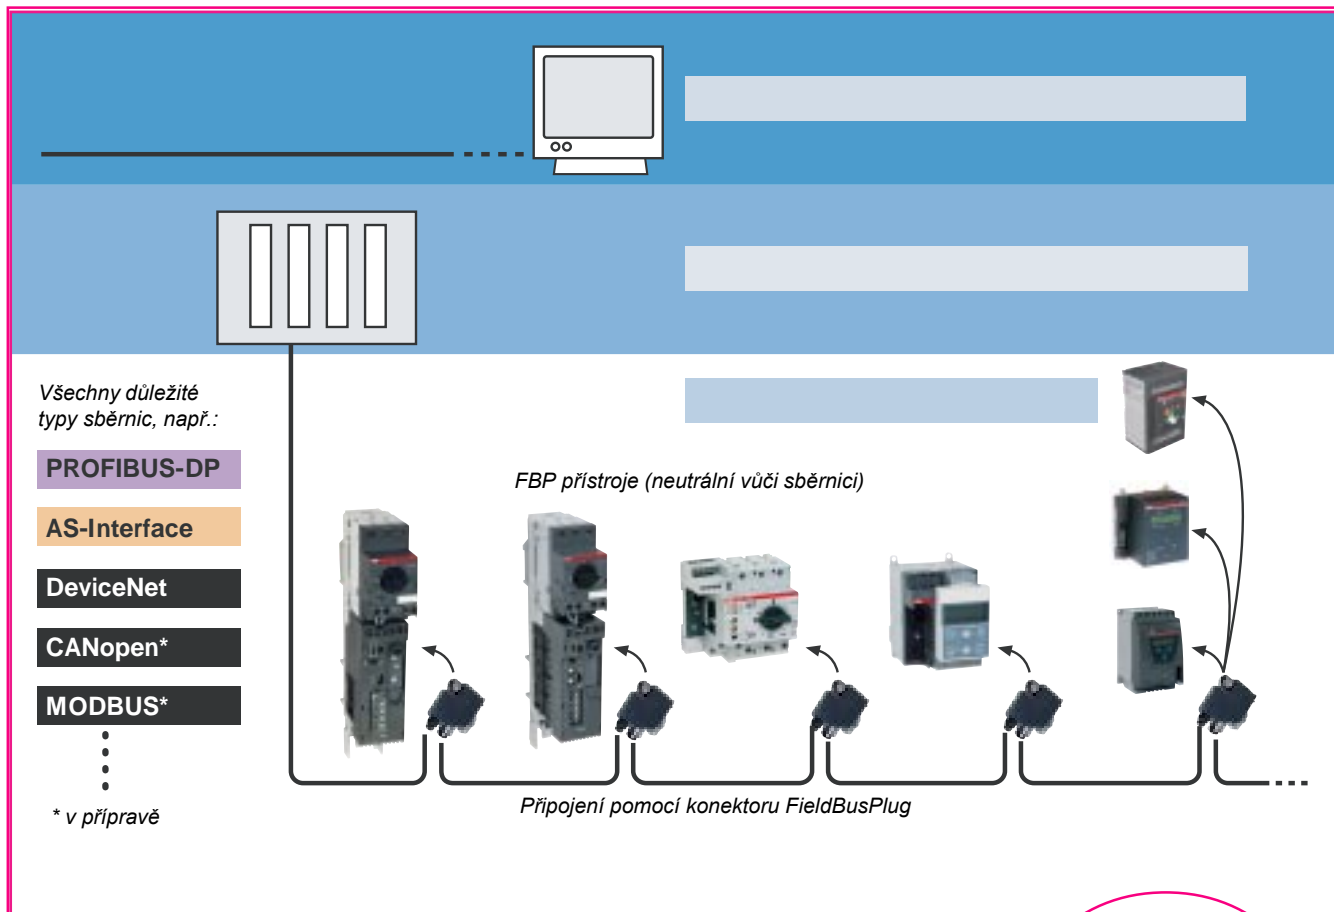 Všechny důležité
typy sběrnic, např.:
PROFIBUS-DP
AS-Interface
DeviceNet
CANopen*
MODBUS*
* v přípravě
FBP přístroje (neutrální vůči sběrnici)
Připojení pomocí konektoru FieldBusPlug